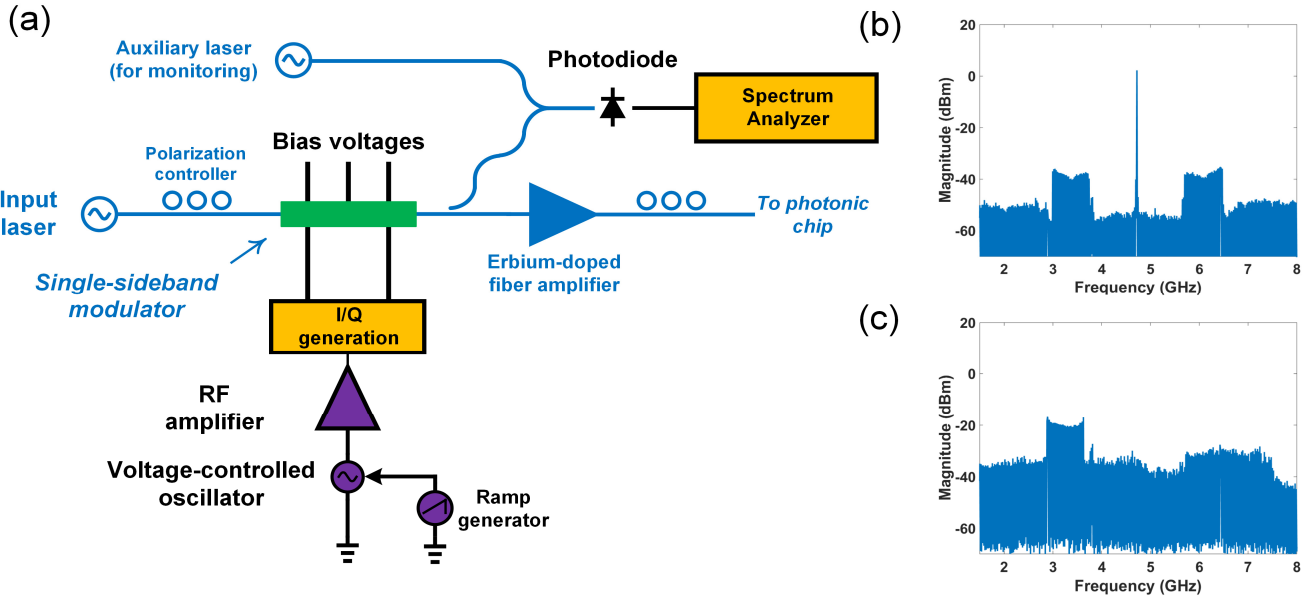 (a)
Auxiliary laser
(for monitoring)
Photodiode
Spectrum
Analyzer
Polarization
controller
Bias voltages
Input
laser
To photonic
chip
Single-sideband
modulator
Erbium-doped
fiber amplifier
I/Q
generation
RF
amplifier
Voltage-controlled
oscillator
Ramp
generator
(b)
Magnitude (dBm)
20
0
-20
-40
-60
2 3 4 5 6 7 8
Frequency (GHz)
(c)
Magnitude (dBm)
20
0
-20
-40
-60
2 3 4 5 6 7 8
Frequency (GHz)